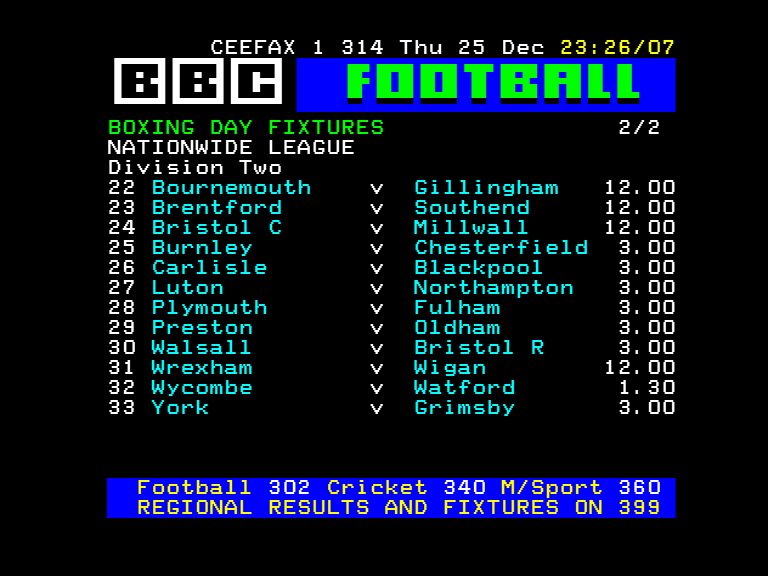 CEEFAX 1 314 Thu 25 Dec 23:26/07
BBC FOOTBALL
BOXING DAY FIXTURES 2/2
NATIONWIDE LEAGUE
Division Two
22 Bournemouth v Gillingham 12.00
23 Brentford v Southend 12.00
24 Bristol C v Millwall 12.00
25 Burnley v Chesterfield 3.00
26 Carlisle v Blackpool 3.00
27 Luton v Northampton 3.00
28 Plymouth v Fulham 3.00
29 Preston v Oldham 3.00
30 Walsall v Bristol R 3.00
31 Wrexham v Wigan 12.00
32 Wycombe v Watford 1.30
33 York v Grimsby 3.00
Football 302 Cricket 340 M/Sport 360
REGIONAL RESULTS AND FIXTURES ON 399